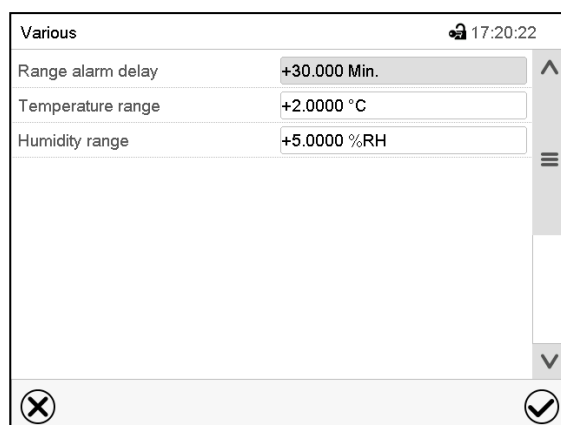 Various 17:20:22
Range alarm delay +30.000 Min.
Temperature range +2.0000 °C
Humidity range +5.0000 %RH